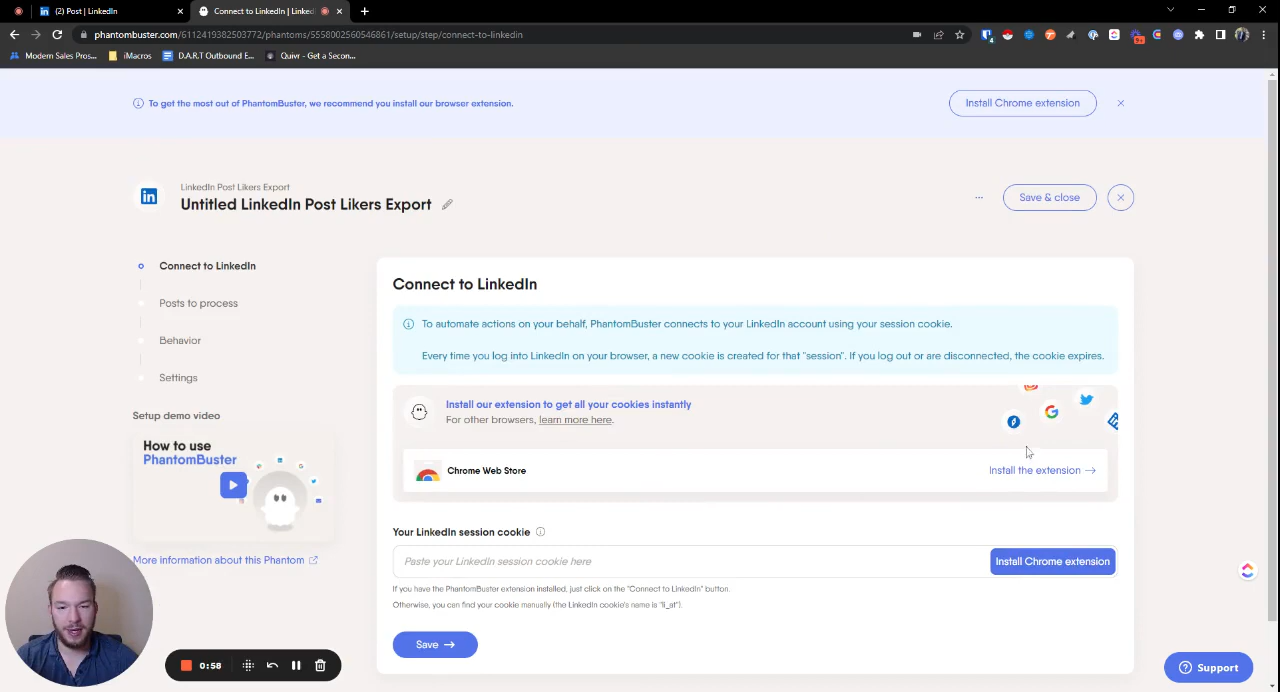 (2) Post | LinkedIn
Connect to LinkedIn | Linked
phantombuster.com/6112419382503772/phantoms/5558002560546861/setup/step/connect-to-linkedin
Modern Sales Pros...
iMacros
D.A.R.T Outbound E...
Quivr - Get a Secon...
To get the most out of PhantomBuster, we recommend you install our browser extension.
Install Chrome extension
LinkedIn Post Likers Export
Untitled LinkedIn Post Likers Export
...
Save & close
Connect to LinkedIn
Posts to process
Behavior
Settings
Setup demo video
How to use
PhantomBuster
More information about this Phantom
Connect to LinkedIn
To automate actions on your behalf, PhantomBuster connects to your LinkedIn account using your session cookie.
Every time you log into LinkedIn on your browser, a new cookie is created for that "session". If you log out or are disconnected, the cookie expires.
Install our extension to get all your cookies instantly
For other browsers, learn more here.
Chrome Web Store
Install the extension →
Your LinkedIn session cookie
Paste your LinkedIn session cookie here
Install Chrome extension
If you have the PhantomBuster extension installed, just click on the "Connect to LinkedIn" button.
Otherwise, you can find your cookie manually (the LinkedIn cookie's name is "li_at").
Save →
0:58
Support